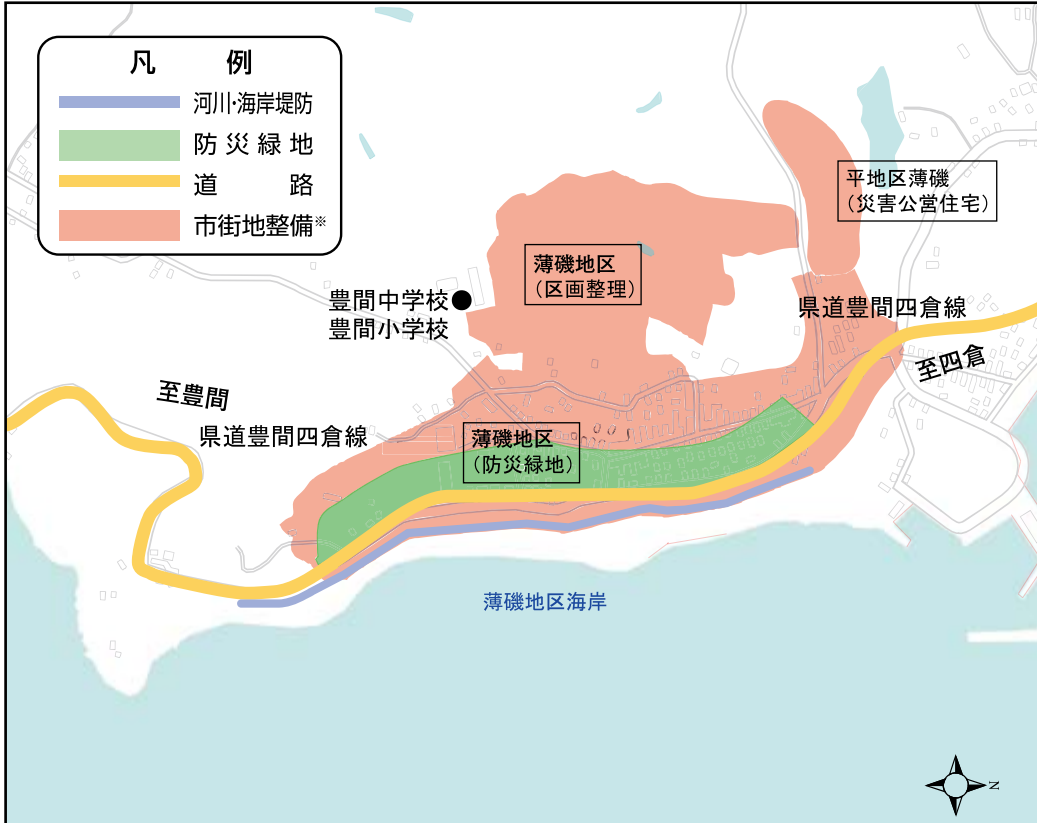 凡 例
河川・海岸堤防
防災緑地
道 路
市街地整備※
平地区薄磯
（災害公営住宅）
薄磯地区
（区画整理）
豊間中学校
豊間小学校
県道豊間四倉線
至四倉
至豊間
県道豊間四倉線
薄磯地区
（防災緑地）
薄磯地区海岸
N